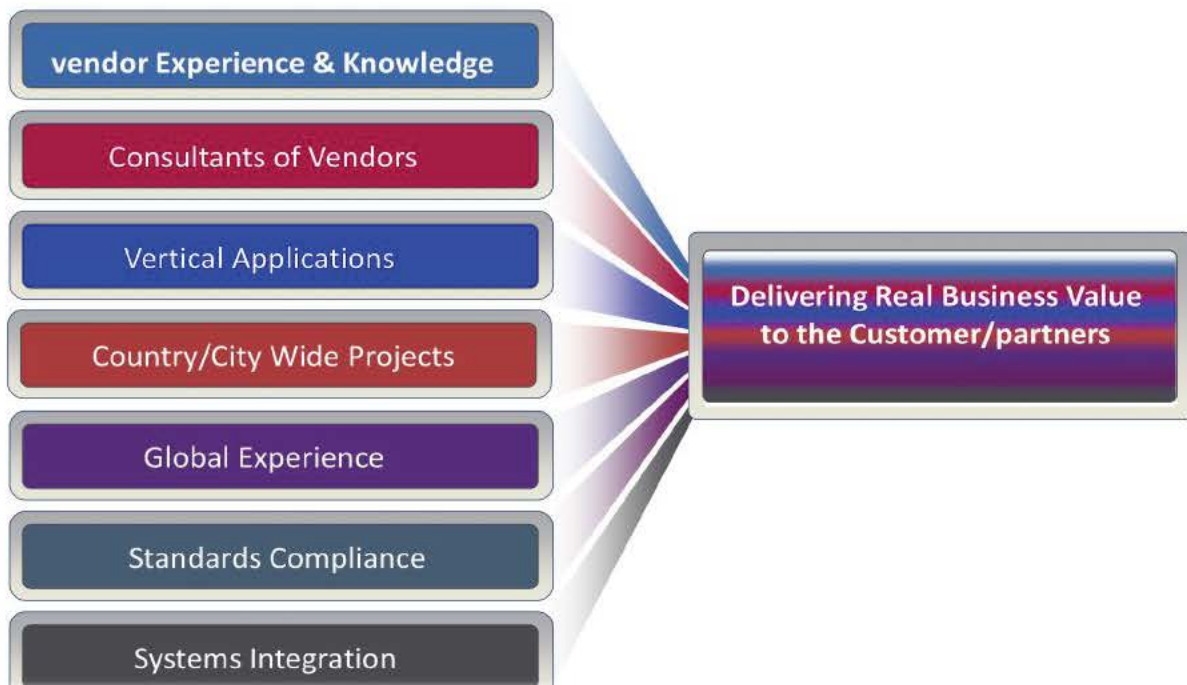 vendor Experience & Knowledge
Consultants of Vendors
Vertical Applications
Country/City Wide Projects
Global Experience
Standards Compliance
Systems Integration
Delivering Real Business Value
to the Customer/partners